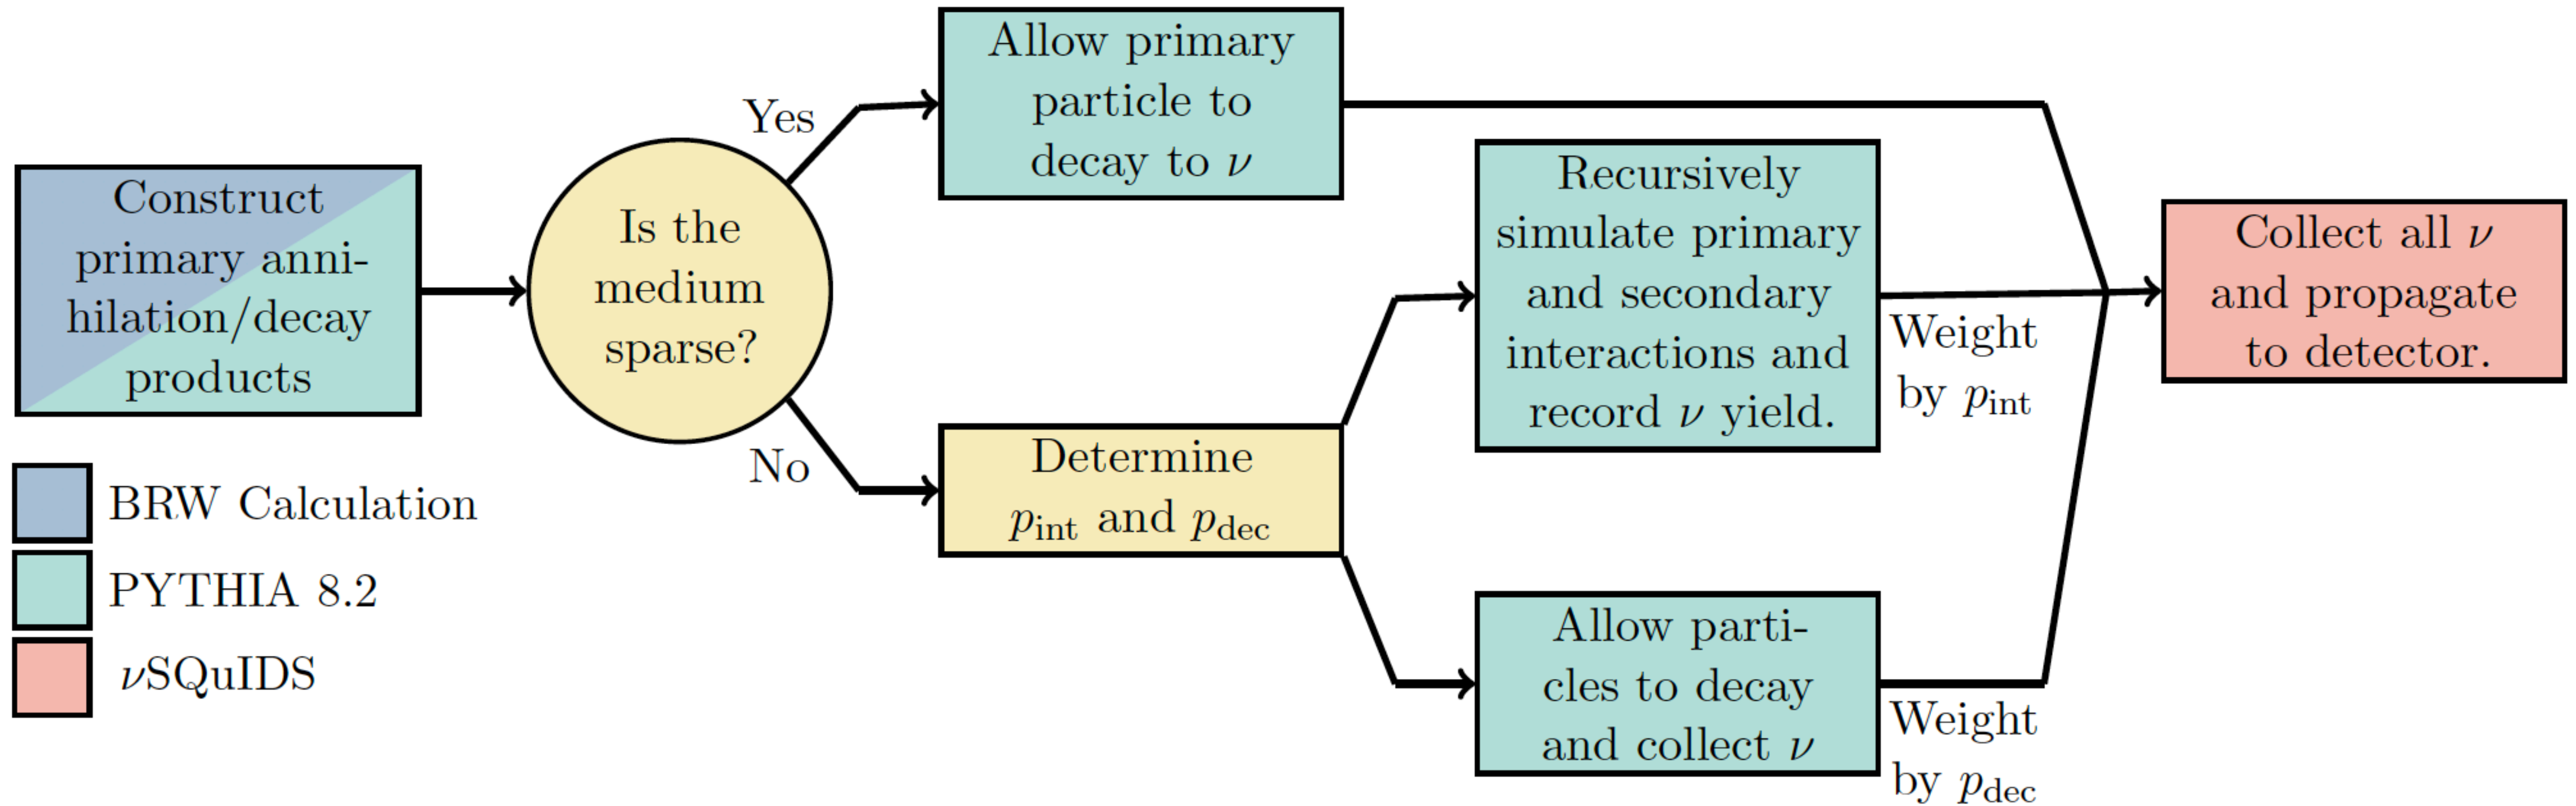 Construct
primary anni-
hilation/decay
products
Is the
medium
sparse?
Yes
No
Allow primary
particle to
decay to ν
Determine
p_int and p_dec
Recursively
simulate primary
and secondary
interactions and
record ν yield.
Weight
by p_int
Allow parti-
cles to decay
and collect ν
Weight
by p_dec
Collect all ν
and propagate
to detector.
BRW Calculation
PYTHIA 8.2
νSQuIDS